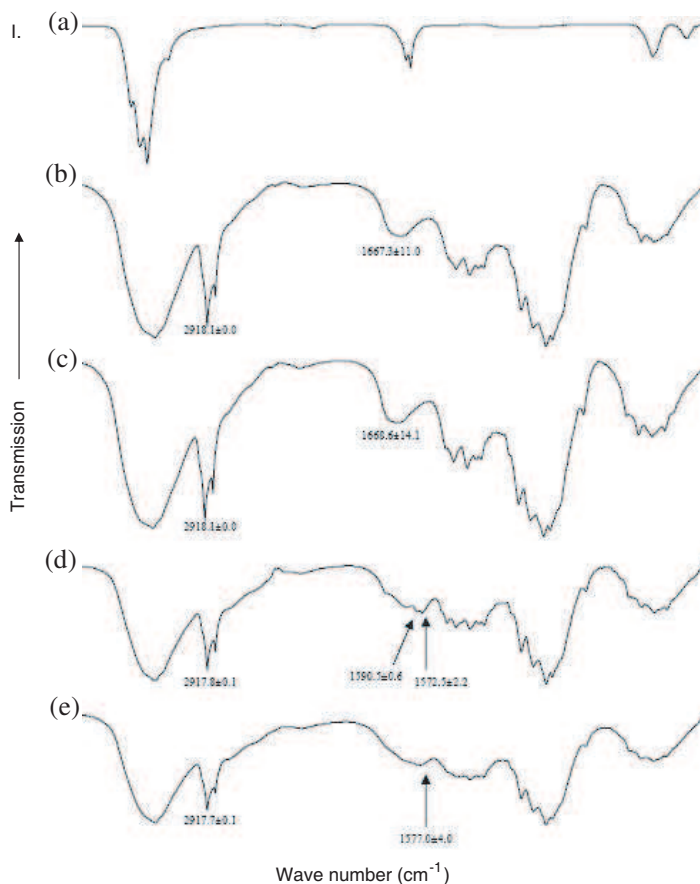 I. (a)
(b)
1667.3±11.0
2918.1±0.0
(c)
1668.6±14.1
2918.1±0.0
Transmission
(d)
2917.8±0.1
1590.5±0.6 1572.5±2.2
(e)
2917.7±0.1
1577.0±4.0
Wave number (cm⁻¹)